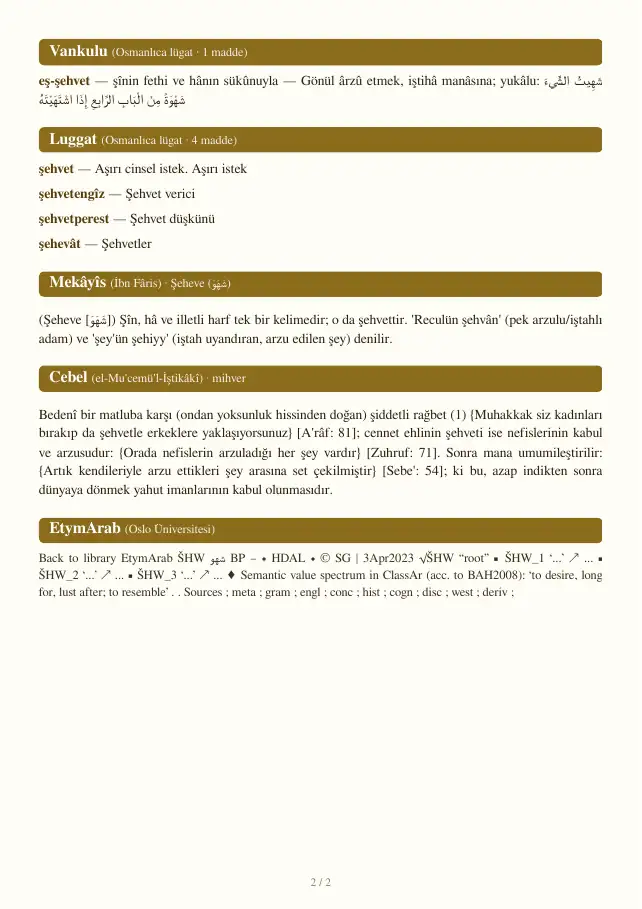 Vankulu (Osmanlıca lügat · 1 madde)
eş-şehvet — şînin fethi ve hânın sükûnuyla — Gönül ârzû etmek, iştihâ manâsına; yukâlu: شَهِيتُ الشَّيءَ
شَهْوَةً مِنَ الْبَابِ الرَّابِعِ إِذَا اشْتَهَيْتَهُ
Luggat (Osmanlıca lügat · 4 madde)
şehvet — Aşırı cinsel istek. Aşırı istek
şehvetengîz — Şehvet verici
şehvetperest — Şehvet düşkünü
şehevât — Şehvetler
Mekâyîs (İbn Fâris) · Şeheve (شَهَوَ)
(Şeheve [شَهَوَ]) Şîn, hâ ve illetli harf tek bir kelimedir; o da şehvettir. 'Reculün şehvân' (pek arzulu/iştahlı
adam) ve 'şey'ün şehiyy' (iştah uyandıran, arzu edilen şey) denilir.
Cebel (el-Mu'cemü'l-İştikâkî) · mihver
Bedenî bir matluba karşı (ondan yoksunluk hissinden doğan) şiddetli rağbet (1) {Muhakkak siz kadınları
bırakıp da şehvetle erkeklere yaklaşıyorsunuz} [A'râf: 81]; cennet ehlinin şehveti ise nefislerinin kabul
ve arzusudur: {Orada nefislerin arzuladığı her şey vardır} [Zuhruf: 71]. Sonra mana umumileştirilir:
{Artık kendileriyle arzu ettikleri şey arasına set çekilmiştir} [Sebe': 54]; ki bu, azap indikten sonra
dünyaya dönmek yahut imanlarının kabul olunmasıdır.
EtymArab (Oslo Üniversitesi)
Back to library EtymArab ŠHW شهو BP – • HDAL • © SG | 3Apr2023 √ŠHW “root” ▪ ŠHW_1 ‘...’ ↗ ... ▪
ŠHW_2 ‘...’ ↗ ... ▪ ŠHW_3 ‘...’ ↗ ... ♦ Semantic value spectrum in ClassAr (acc. to BAH2008): ‘to desire, long
for, lust after; to resemble’ . . Sources ; meta ; gram ; engl ; conc ; hist ; cogn ; disc ; west ; deriv ;
2 / 2